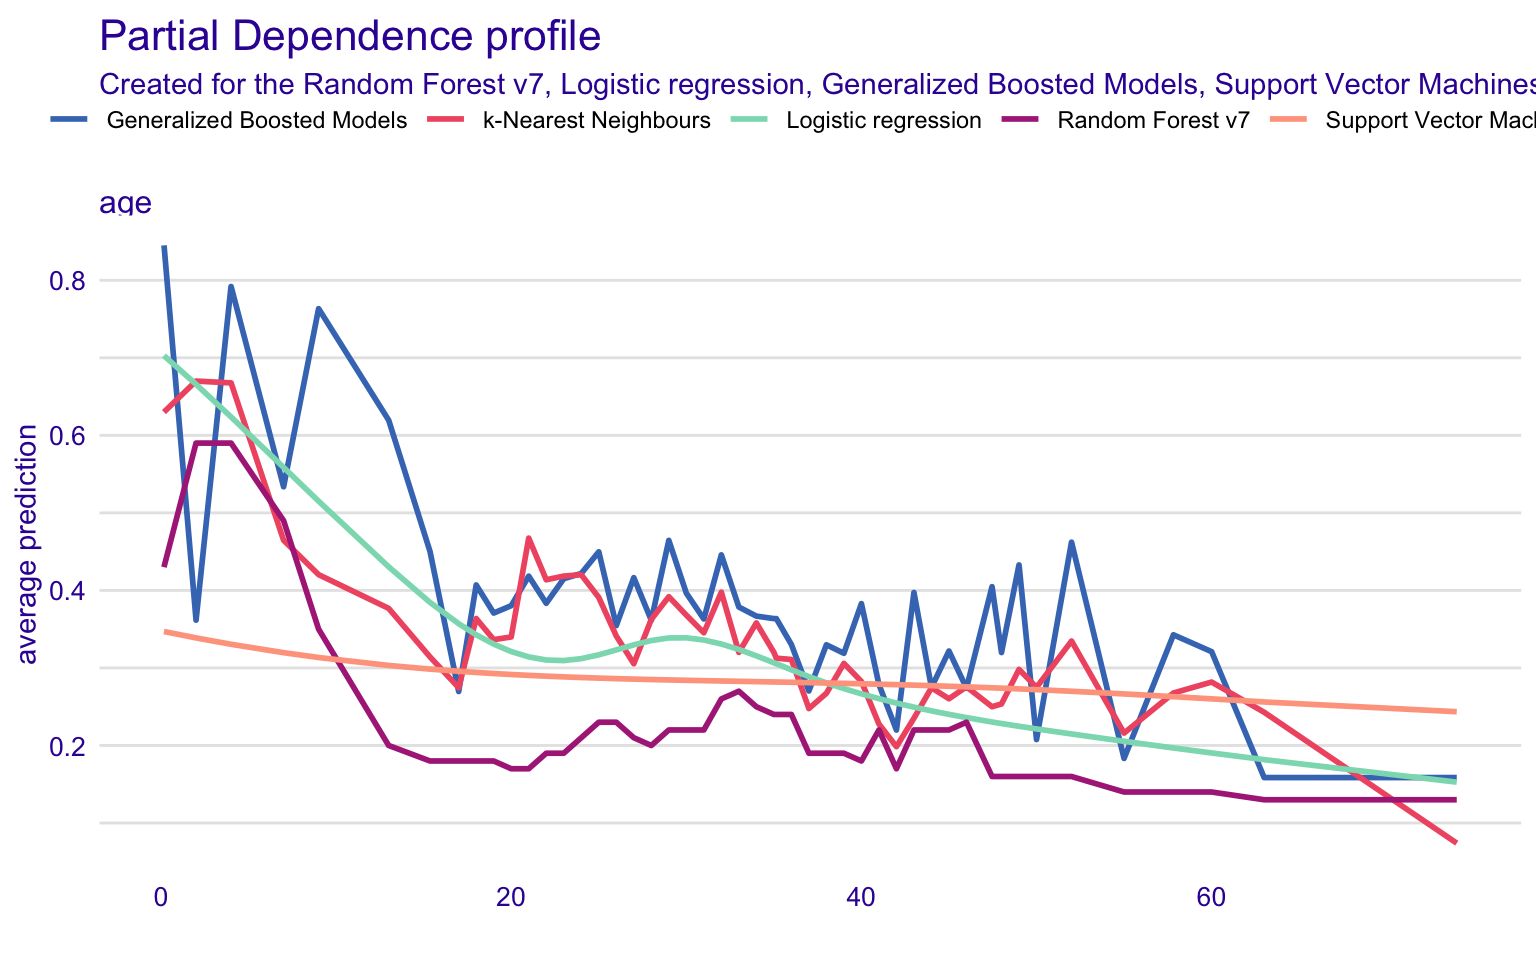 Partial Dependence profile
Created for the Random Forest v7, Logistic regression, Generalized Boosted Models, Support Vector Machines
Generalized Boosted Models k-Nearest Neighbours Logistic regression Random Forest v7 Support Vector
age
average prediction
0.8
0.6
0.4
0.2
0 20 40 60